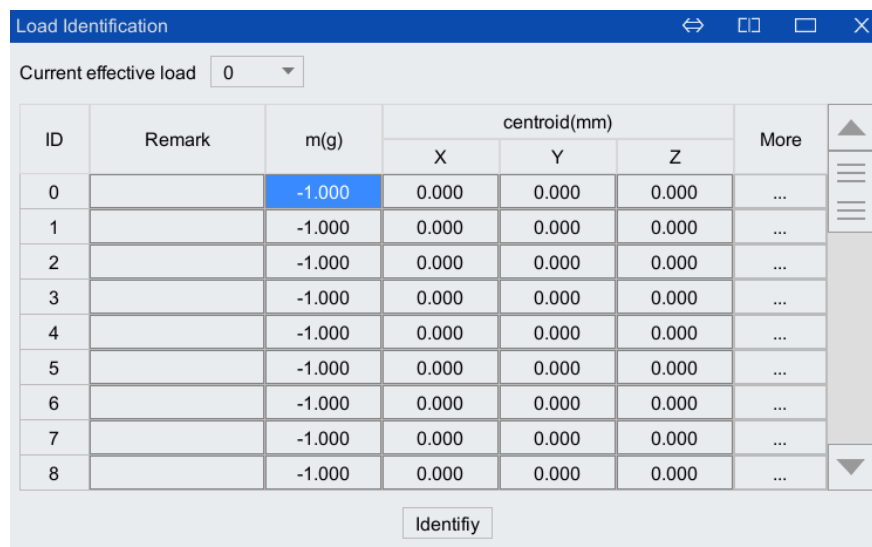 Load Identification
Current effective load 0
ID Remark m(g) centroid(mm) More
X Y Z
0 -1.000 0.000 0.000 0.000 ...
1 -1.000 0.000 0.000 0.000 ...
2 -1.000 0.000 0.000 0.000 ...
3 -1.000 0.000 0.000 0.000 ...
4 -1.000 0.000 0.000 0.000 ...
5 -1.000 0.000 0.000 0.000 ...
6 -1.000 0.000 0.000 0.000 ...
7 -1.000 0.000 0.000 0.000 ...
8 -1.000 0.000 0.000 0.000 ...
Identifiy